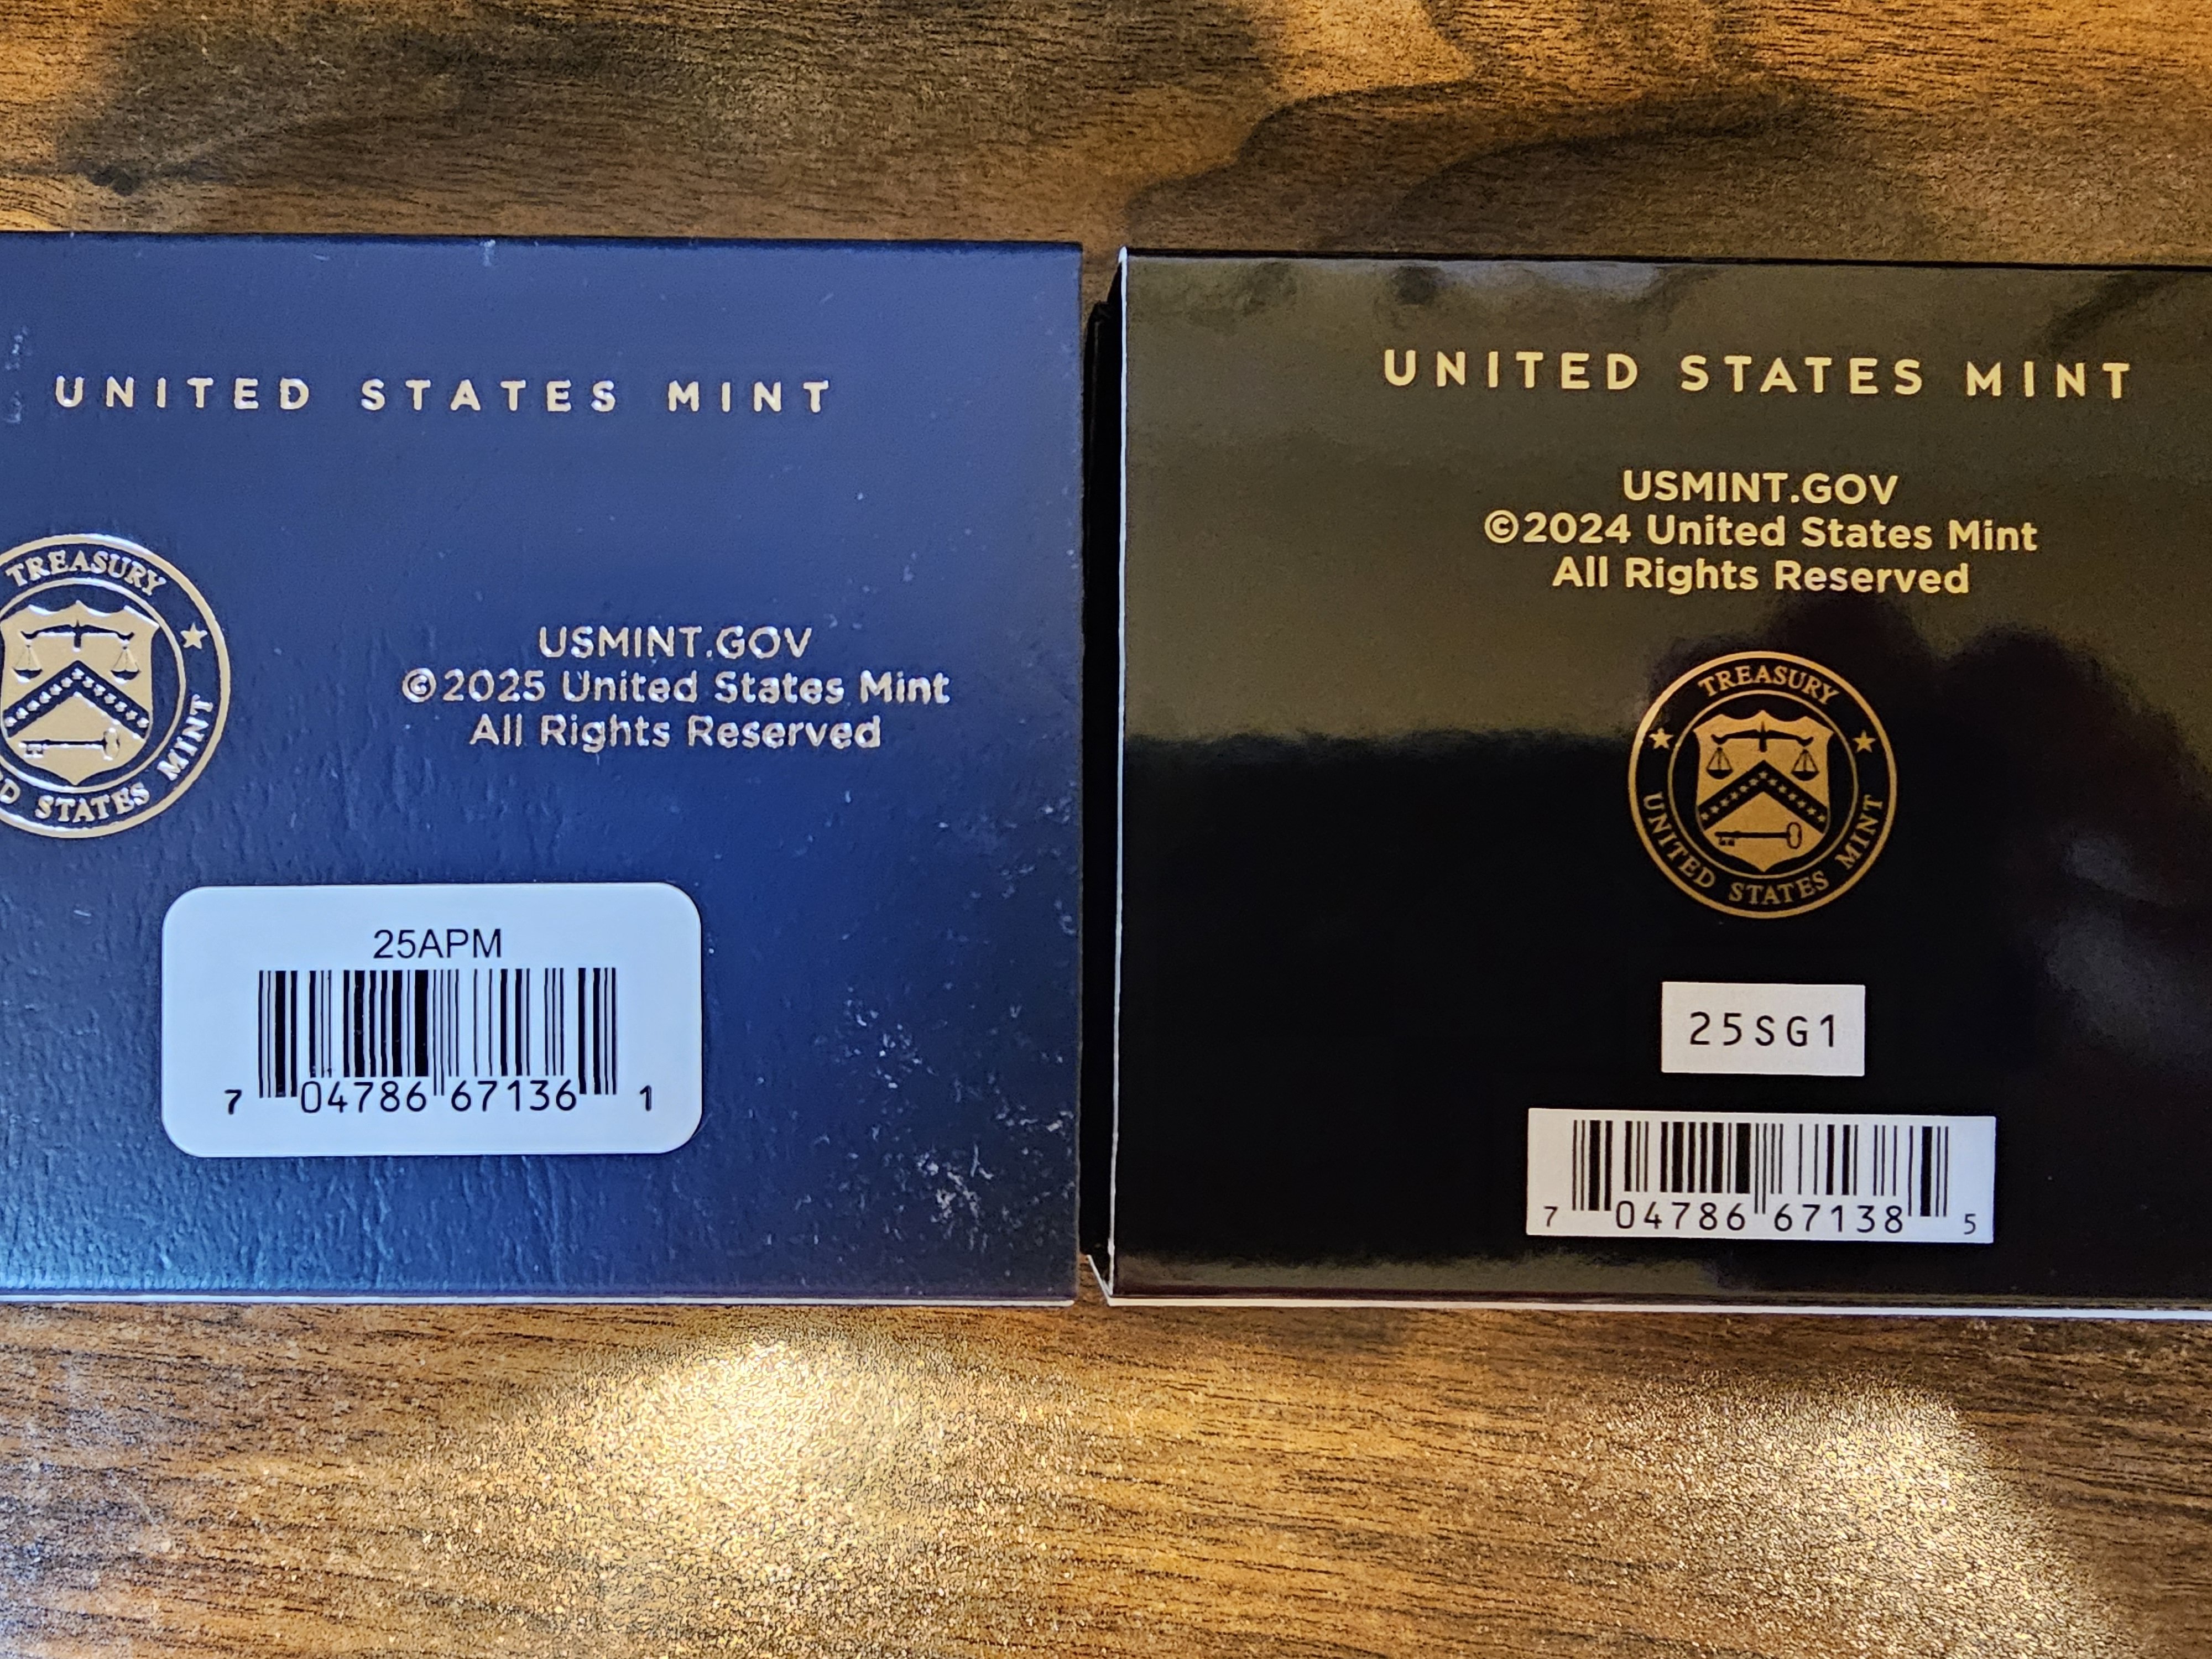 UNITED STATES MINT
TREASURY
D STATES MINT
USMINT.GOV
©2025 United States Mint
All Rights Reserved
25APM
7 04786 67136 1
UNITED STATES MINT
USMINT.GOV
©2024 United States Mint
All Rights Reserved
TREASURY
UNITED STATES MINT
25SG1
7 04786 67138 5